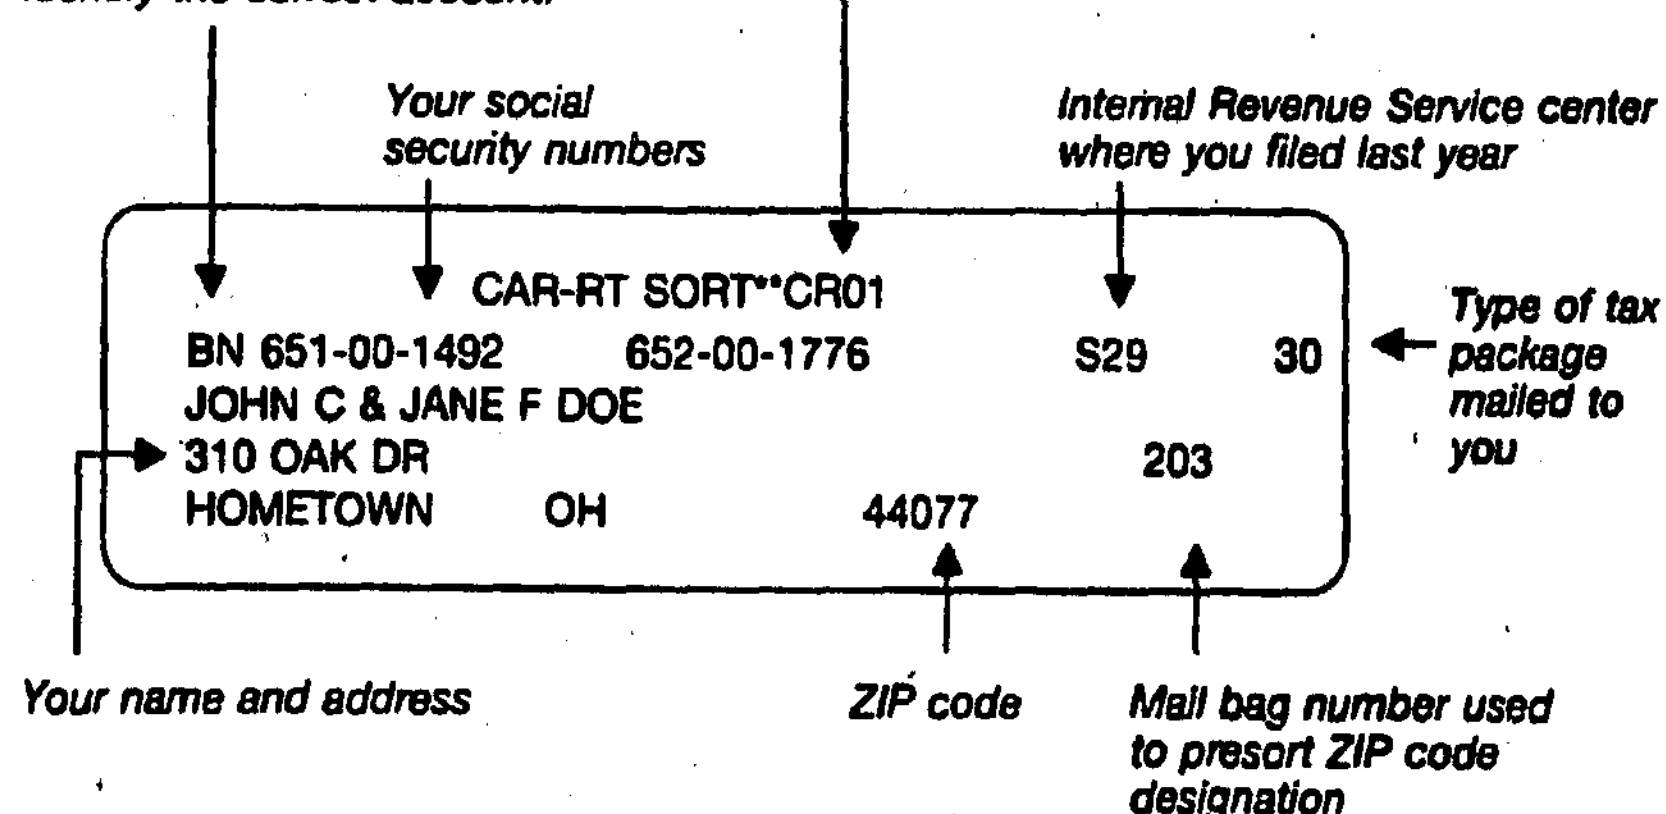 Your social
security numbers
Internal Revenue Service center
where you filed last year
CAR-RT SORT**CR01
BN 651-00-1492 652-00-1776 S29 30
JOHN C & JANE F DOE
310 OAK DR 203
HOMETOWN OH 44077
Type of tax
package
mailed to
you
Your name and address
ZIP code
Mail bag number used
to presort ZIP code
designation